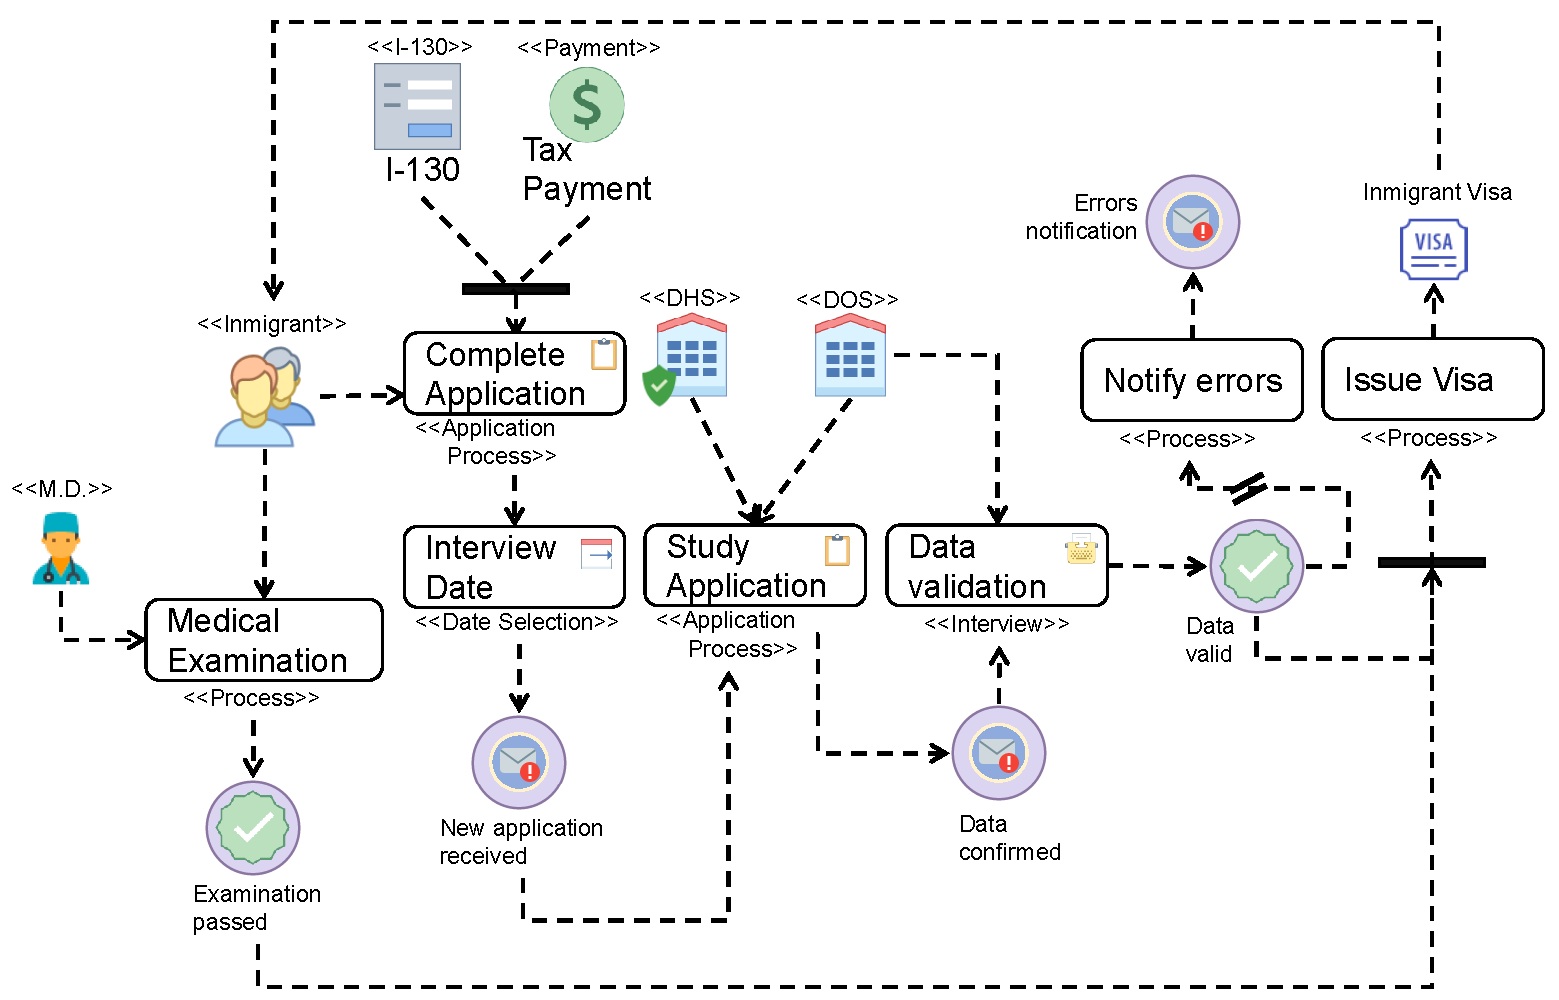 <<I-130>>
I-130
<<Payment>>
Tax
Payment
Errors
notification
Inmigrant Visa
VISA
<<Inmigrant>>
Complete
Application
<<Application
Process>>
<<DHS>>
<<DOS>>
Notify errors
<<Process>>
Issue Visa
<<Process>>
<<M.D.>>
Medical
Examination
<<Process>>
Interview
Date
<<Date Selection>>
Study
Application
<<Application
Process>>
Data
validation
<<Interview>>
Data
valid
Examination
passed
New application
received
Data
confirmed